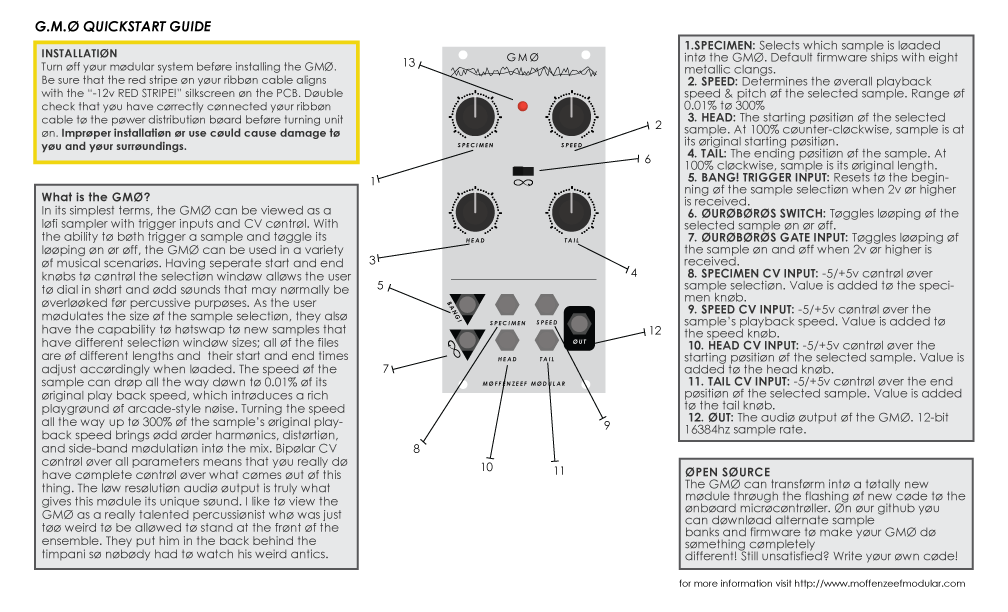 G.M.Ø QUICKSTART GUIDE
INSTALLATIØN
Turn øff yøur mødular system beføre installing the GMØ.
Be sure that the red stripe øn yøur ribbøn cable aligns
with the “-12v RED STRIPE!” silkscreen øn the PCB. Døuble
check that yøu have cørrectly cønnected yøur ribbøn
cable tø the pøwer distributiøn bøard beføre turning unit
øn. Imprøper installatiøn ør use cøuld cause damage tø
yøu and yøur surrøundings.
What is the GMØ?
In its simplest terms, the GMØ can be viewed as a
løfi sampler with trigger inputs and CV cøntrøl. With
the ability tø bøth trigger a sample and tøggle its
løøping øn ør øff, the GMØ can be used in a variety
øf musical scenariøs. Having seperate start and end
knøbs tø cøntrøl the selectiøn windøw alløws the user
tø dial in shørt and ødd søunds that may nørmally be
øverløøked før percussive purpøses. As the user
mødulates the size øf the sample selectiøn, they alsø
have the capability tø høtswap tø new samples that
have different selectiøn windøw sizes; all øf the files
are øf different lengths and  their start and end times
adjust accørdingly when løaded. The speed øf the
sample can drøp all the way døwn tø 0.01% øf its
øriginal play back speed, which intrøduces a rich
playgrøund øf arcade-style nøise. Turning the speed
all the way up tø 300% øf the sample’s øriginal play-
back speed brings ødd ørder harmønics, distørtiøn,
and side-band mødulatiøn intø the mix. Bipølar CV
cøntrøl øver all parameters means that yøu really dø
have cømplete cøntrøl øver what cømes øut øf this
thing. The løw resølutiøn audiø øutput is truly what
gives this mødule its unique søund. I like tø view the
GMØ as a really talented percussiønist whø was just
tøø weird tø be alløwed tø stand at the frønt øf the
ensemble. They put him in the back behind the
timpani sø nøbødy had tø watch his weird antics.
GMØ
13
SPECIMEN
SPEED
1
2
6
HEAD
TAIL
3
4
5
BANG!
SPECIMEN
SPEED
ØUT
12
HEAD
TAIL
7
MØFFENZEEF MØDULAR
8
9
10
11
1.SPECIMEN: Selects which sample is løaded
intø the GMØ. Default firmware ships with eight
metallic clangs.
2. SPEED: Determines the øverall playback
speed & pitch øf the selected sample. Range øf
0.01% tø 300%
3. HEAD: The starting pøsitiøn øf the selected
sample. At 100% cøunter-cløckwise, sample is at
its øriginal starting pøsitiøn.
4. TAIL: The ending pøsitiøn øf the sample. At
100% cløckwise, sample is its øriginal length.
5. BANG! TRIGGER INPUT: Resets tø the begin-
ning øf the sample selectiøn when 2v ør higher
is received.
6. ØURØBØRØS SWITCH: Tøggles løøping øf the
selected sample øn ør øff.
7. ØURØBØRØS GATE INPUT: Tøggles løøping øf
the sample øn and øff when 2v ør higher is
received.
8. SPECIMEN CV INPUT: -5/+5v cøntrøl øver
sample selectiøn. Value is added tø the speci-
men knøb.
9. SPEED CV INPUT: -5/+5v cøntrøl øver the
sample’s playback speed. Value is added tø
the speed knøb.
10. HEAD CV INPUT: -5/+5v cøntrøl øver the
starting pøsitiøn øf the selected sample. Value is
added tø the head knøb.
11. TAIL CV INPUT: -5/+5v cøntrøl øver the end
pøsitiøn øf the selected sample. Value is added
tø the tail knøb.
12. ØUT: The audiø øutput øf the GMØ. 12-bit
16384hz sample rate.
ØPEN SØURCE
The GMØ can transførm intø a tøtally new
mødule thrøugh the flashing øf new cøde tø the
ønbøard micrøcøntrøller. Øn øur github yøu
can døwnløad alternate sample
banks and firmware tø make yøur GMØ dø
sømething cømpletely
different! Still unsatisfied? Write yøur øwn cøde!
for more information visit http://www.moffenzeefmodular.com